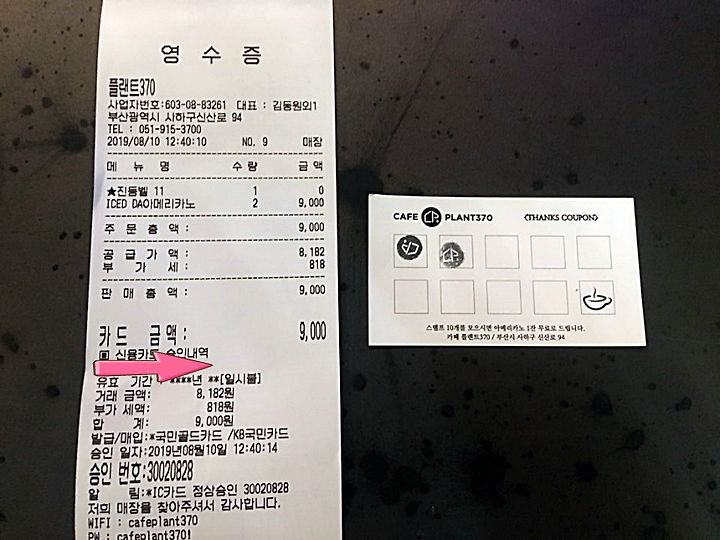 영 수 증
플랜트370
사업자번호:603-08-83261 대표 : 김동원외1
부산광역시 사하구신산로 94
TEL : 051-915-3700
2019/08/10 12:40:10 NO. 9 매장
메 뉴 명 수 량 금 액
★진동벨 11 1 0
ICED DAO아메리카노 2 9,000
주 문 총 액 : 9,000
공 급 가 액 : 8,182
부 가 세 : 818
판 매 총 액 : 9,000
카 드 금 액 : 9,000
▣ 신용카드 승인내역
유효 기간 ****년 **[일시불]
거래 금액: 8,182원
부가 세액: 818원
합 계: 9,000원
발급/매입:*국민골드카드 /KB국민카드
승인 일자:2019년08월10일 12:40:14
승인 번호:30020828
알 림:*IC카드 정상승인 30020828
저희 매장을 찾아주셔서 감사합니다.
WIFI : cafeplant370
PW : cafeplant370!
CAFE PLANT370 <THANKS COUPON>
스탬프 10개를 모으시면 아메리카노 1잔 무료로 드립니다.
카페 플랜트370 / 부산시 사하구 신산로 94